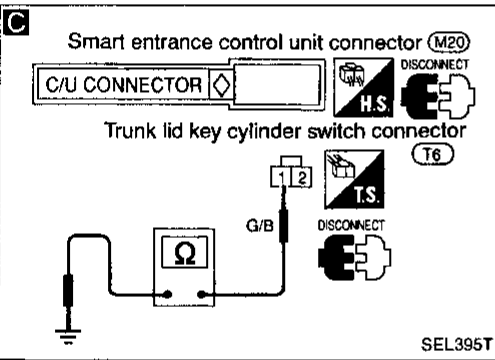 C
Smart entrance control unit connector M20
DISCONNECT
C/U CONNECTOR
H.S.
Trunk lid key cylinder switch connector
T6
1 2
T.S.
G/B
DISCONNECT
Ω
SEL395T